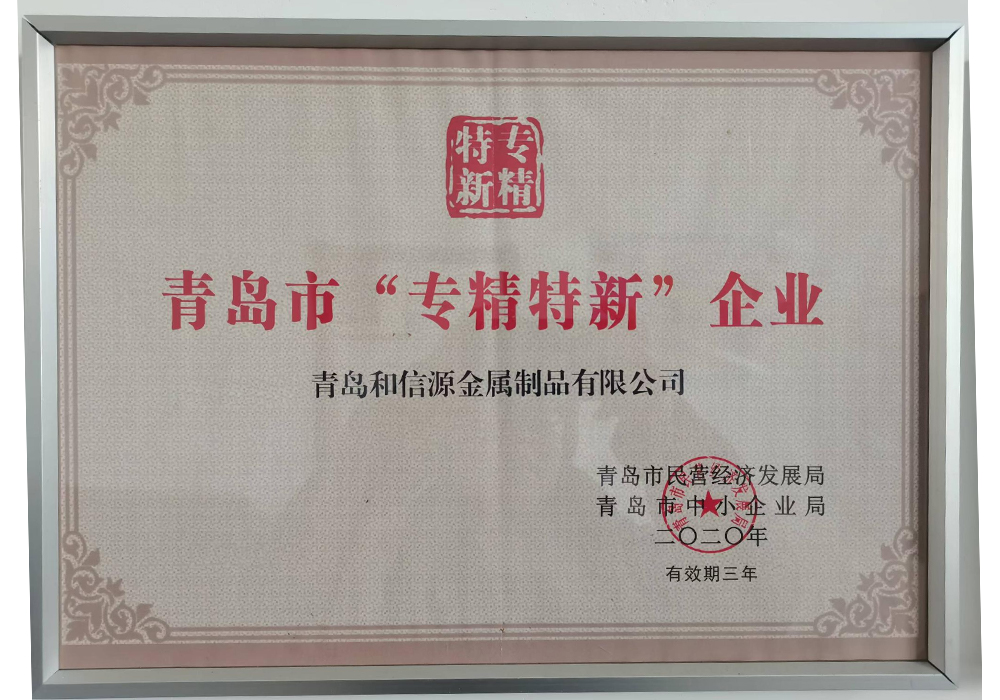 专精
特新
青岛市“专精特新”企业
青岛和信源金属制品有限公司
青岛市民营经济发展局
青岛市中小企业局
二〇二〇年
有效期三年